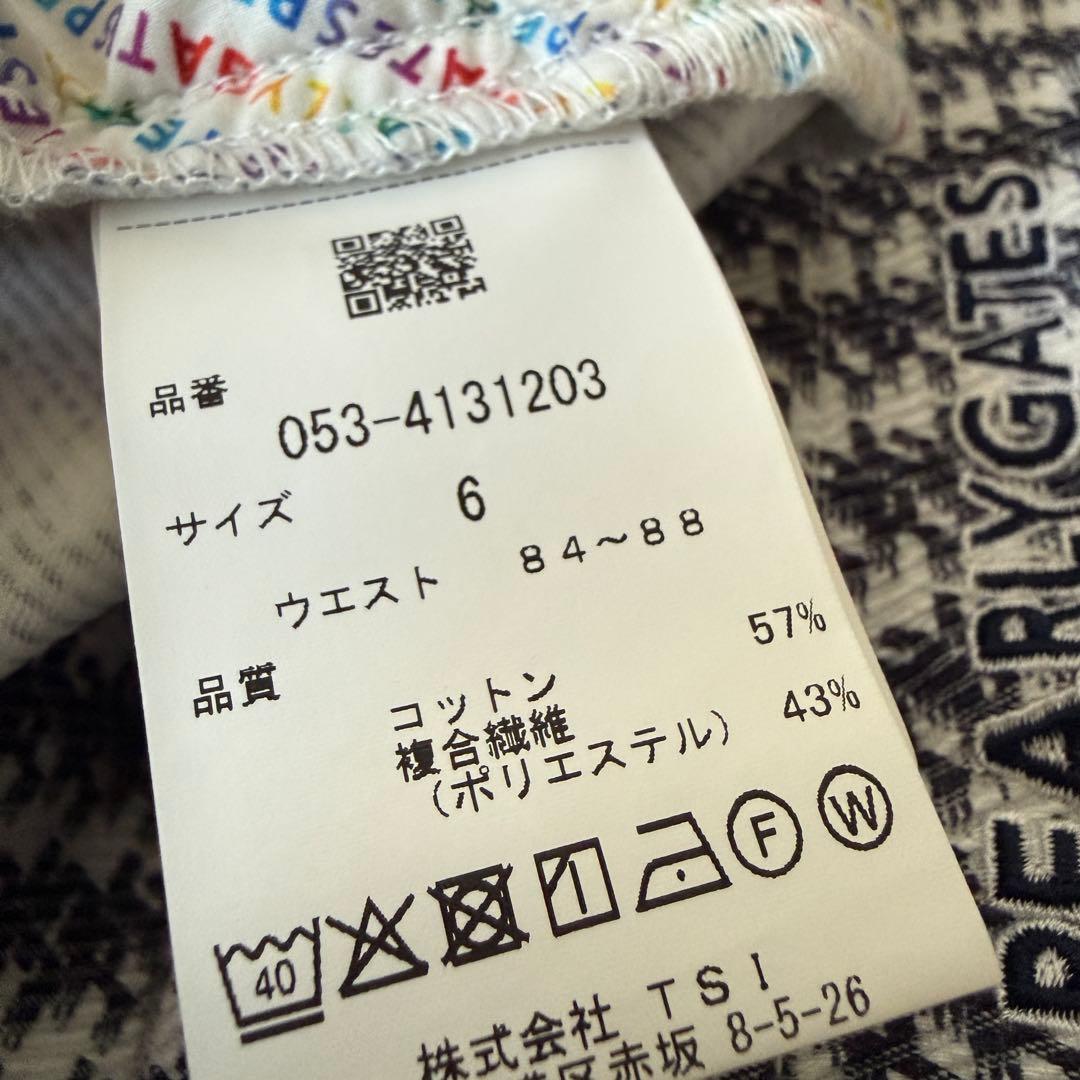 品番
053-4131203
サイズ 6
ウエスト 84~88
品質
コットン 57%
複合繊維 43%
(ポリエステル)
40
F
W
株式会社 TSI
区赤坂 8-5-26
PEARLYGATES